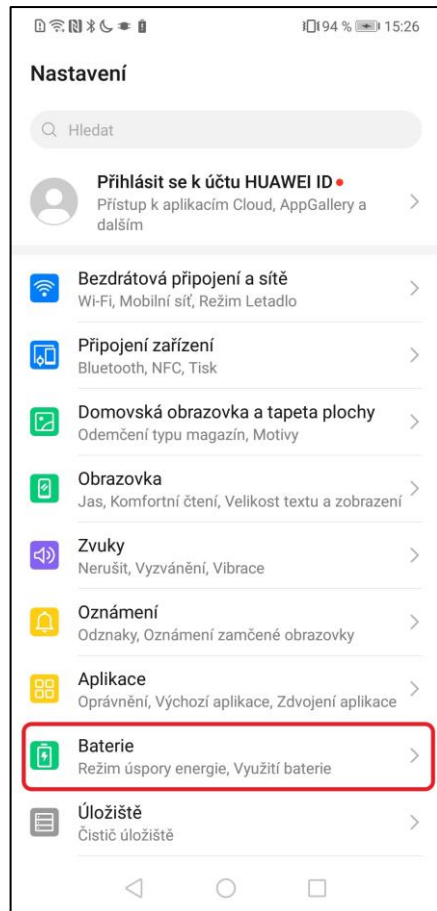 94 % 15:26
Nastavení
Hledat
Přihlásit se k účtu HUAWEI ID
Přístup k aplikacím Cloud, AppGallery a
dalším
Bezdrátová připojení a sítě
Wi-Fi, Mobilní síť, Režim Letadlo
Připojení zařízení
Bluetooth, NFC, Tisk
Domovská obrazovka a tapeta plochy
Odemčení typu magazín, Motivy
Obrazovka
Jas, Komfortní čtení, Velikost textu a zobrazení
Zvuky
Nerušit, Vyzvánění, Vibrace
Oznámení
Odznaky, Oznámení zamčené obrazovky
Aplikace
Oprávnění, Výchozí aplikace, Zdvojení aplikace
Baterie
Režim úspory energie, Využití baterie
Úložiště
Čistič úložiště